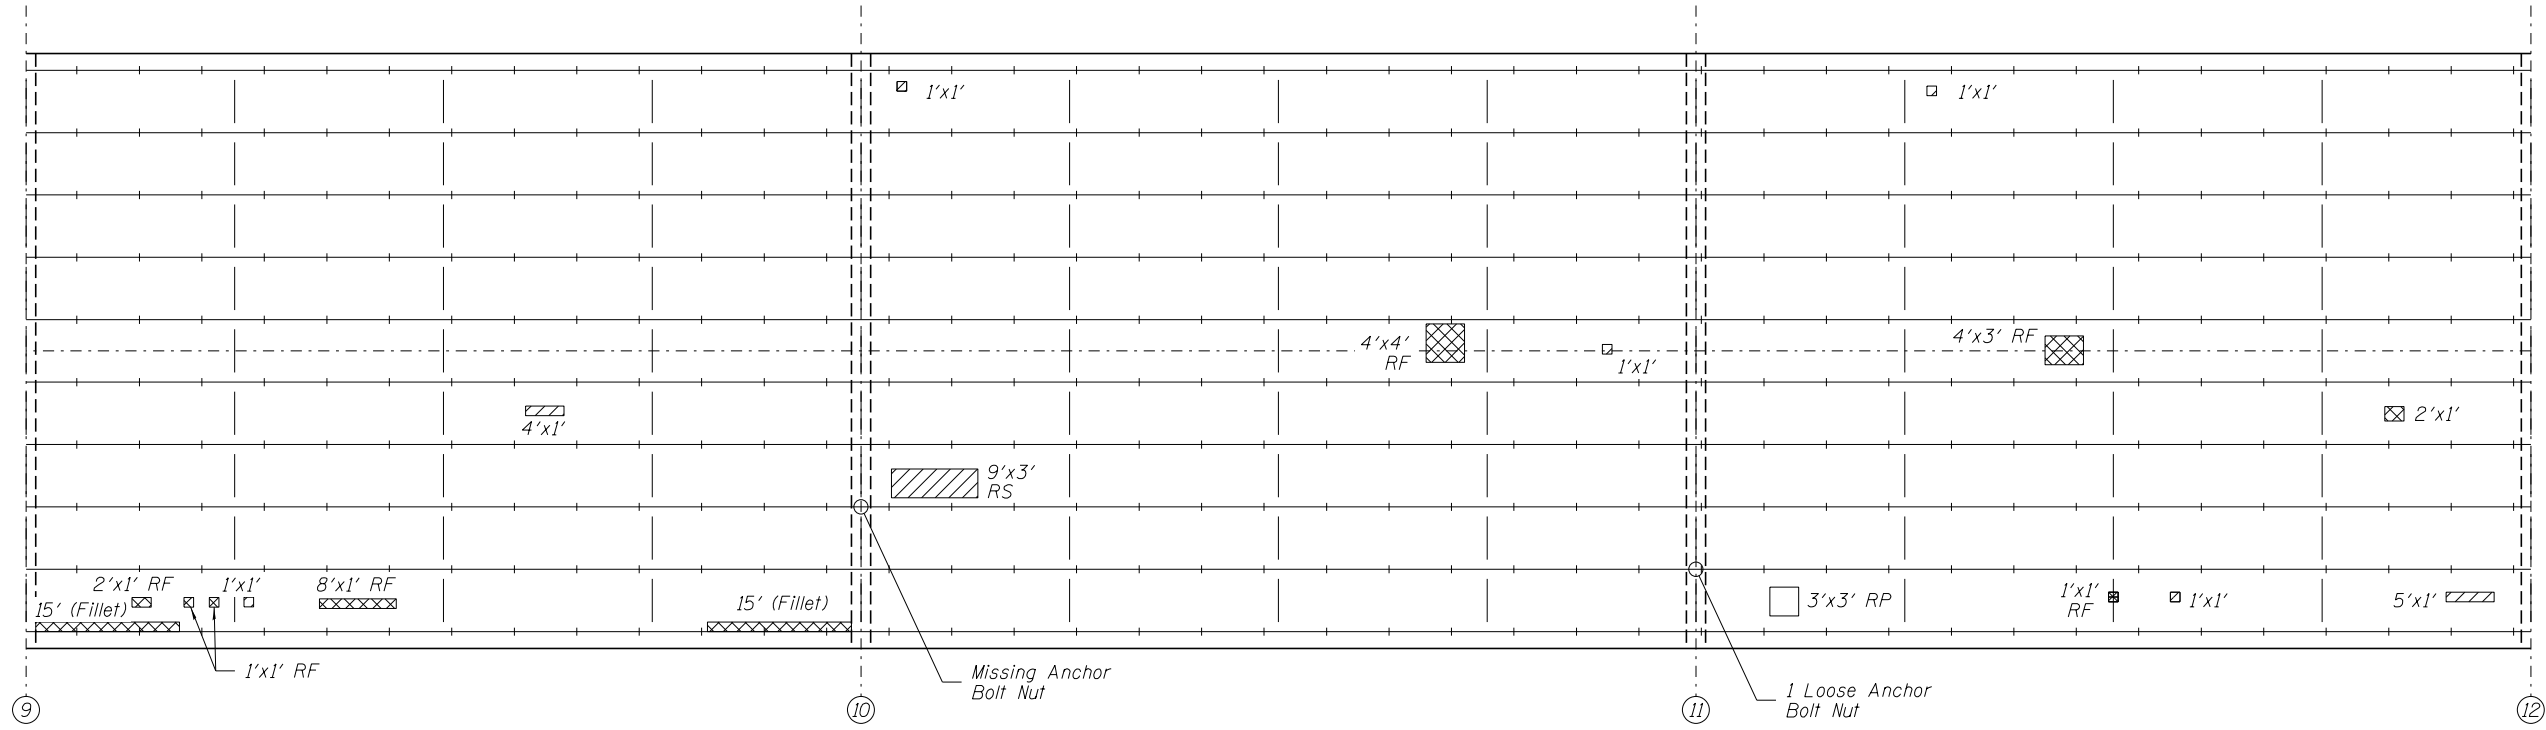 1'x1'
1'x1'
4'x4'
RF
1'x1'
4'x3' RF
4'x1'
2'x1'
9'x3'
RS
2'x1' RF
1'x1'
8'x1' RF
15' (Fillet)
15' (Fillet)
3'x3' RP
1'x1'
RF
1'x1'
5'x1'
1'x1' RF
Missing Anchor
Bolt Nut
1 Loose Anchor
Bolt Nut
9
10
11
12